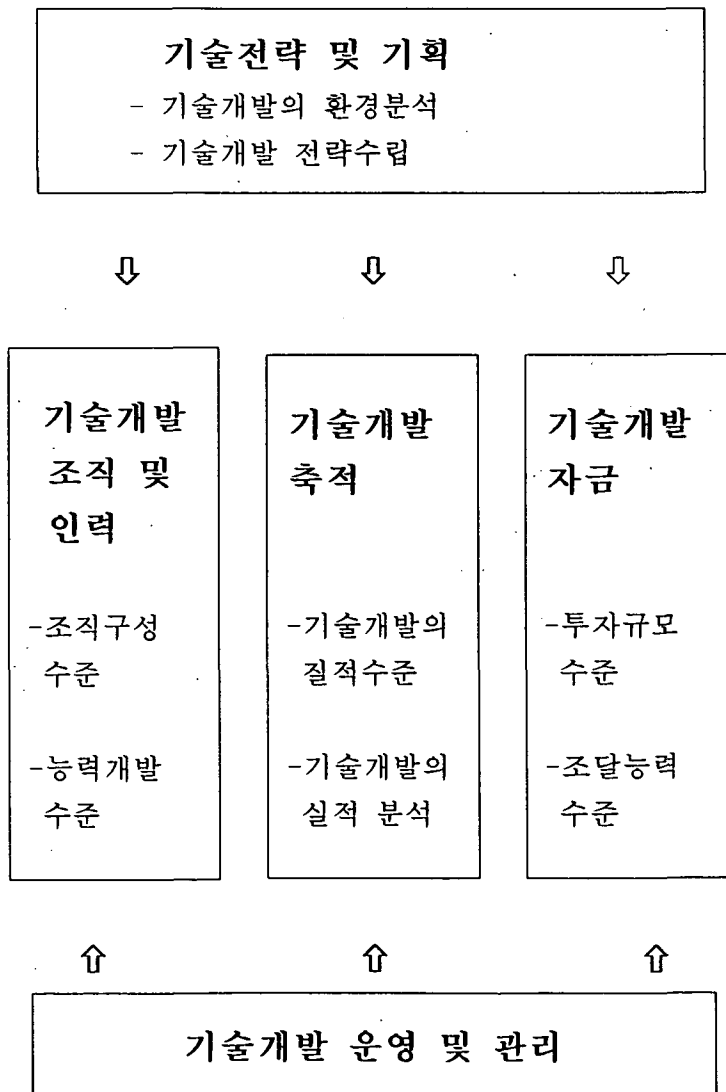 기술전략 및 기획
- 기술개발의 환경분석
- 기술개발 전략수립
기술개발
조직 및
인력
-조직구성
수준
-능력개발
수준
기술개발
축적
-기술개발의
질적수준
-기술개발의
실적 분석
기술개발
자금
-투자규모
수준
-조달능력
수준
기술개발 운영 및 관리